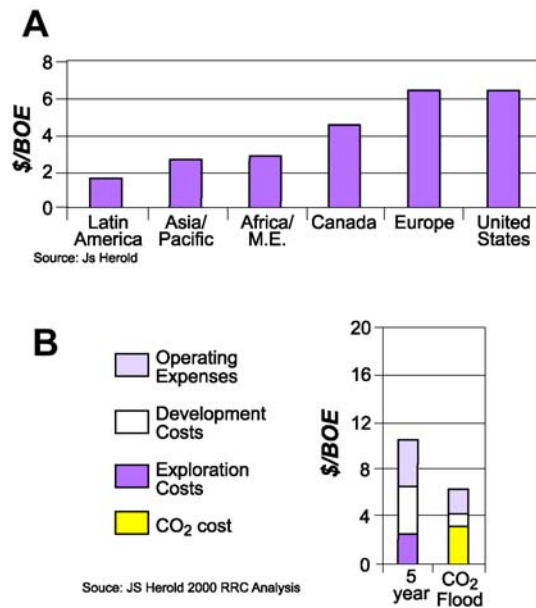 A
8
6
4
2
0
$/BOE
Latin
America
Asia/
Pacific
Africa/
M.E.
Canada
Europe
United
States
Source: Js Herold
B
Operating
Expenses
Development
Costs
Exploration
Costs
CO2 cost
Souce: JS Herold 2000 RRC Analysis
20
16
12
8
4
0
$/BOE
5
year
CO2
Flood